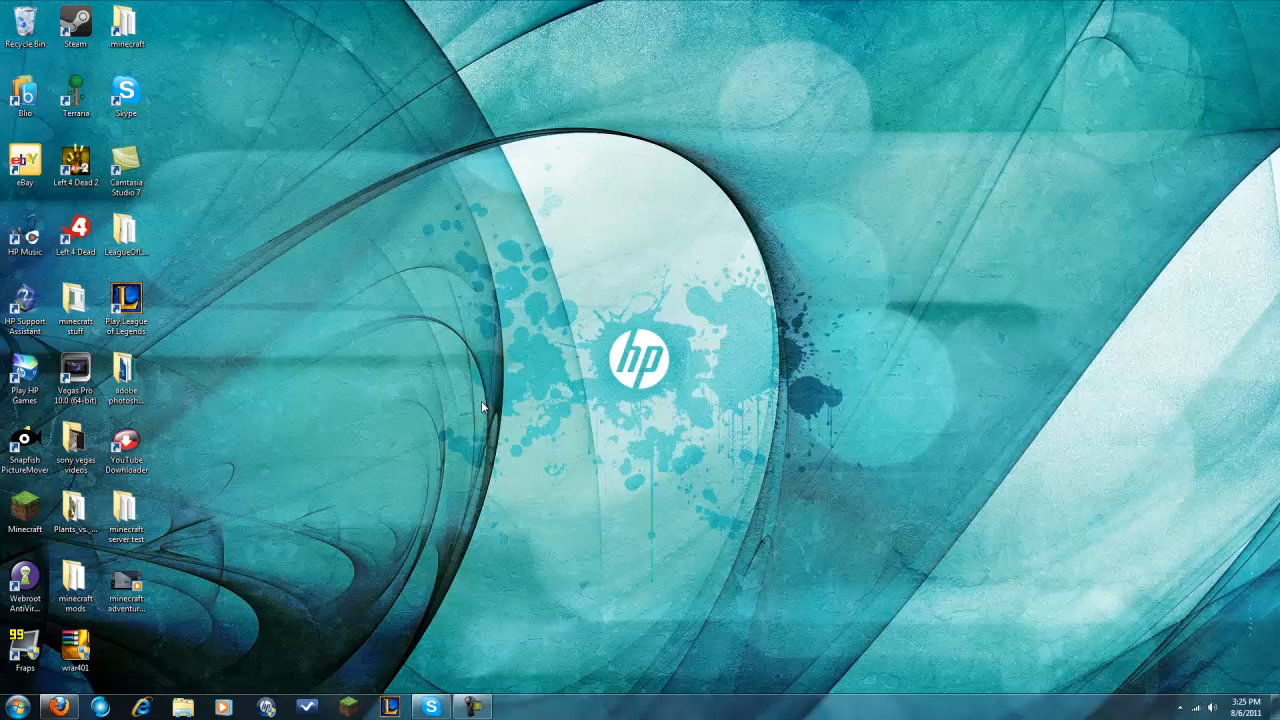 Recycle Bin
Steam
.minecraft
Blio
Terraria
Skype
eBay
Left 4 Dead 2
Camtasia
Studio 7
HP Music
Left 4 Dead
LeagueOfL...
HP Support
Assistant
minecraft
stuff
Play League
of Legends
Play HP
Games
Vegas Pro
10.0 (64-bit)
adobe
photosh...
Snapfish
PictureMover
sony vegas
videos
YouTube
Downloader
Minecraft
Plants_vs._...
minecraft
server test
Webroot
AntiVir...
minecraft
mods
minecraft
adventur...
99
Fraps
wrar401
hp
3:25 PM
8/6/2011